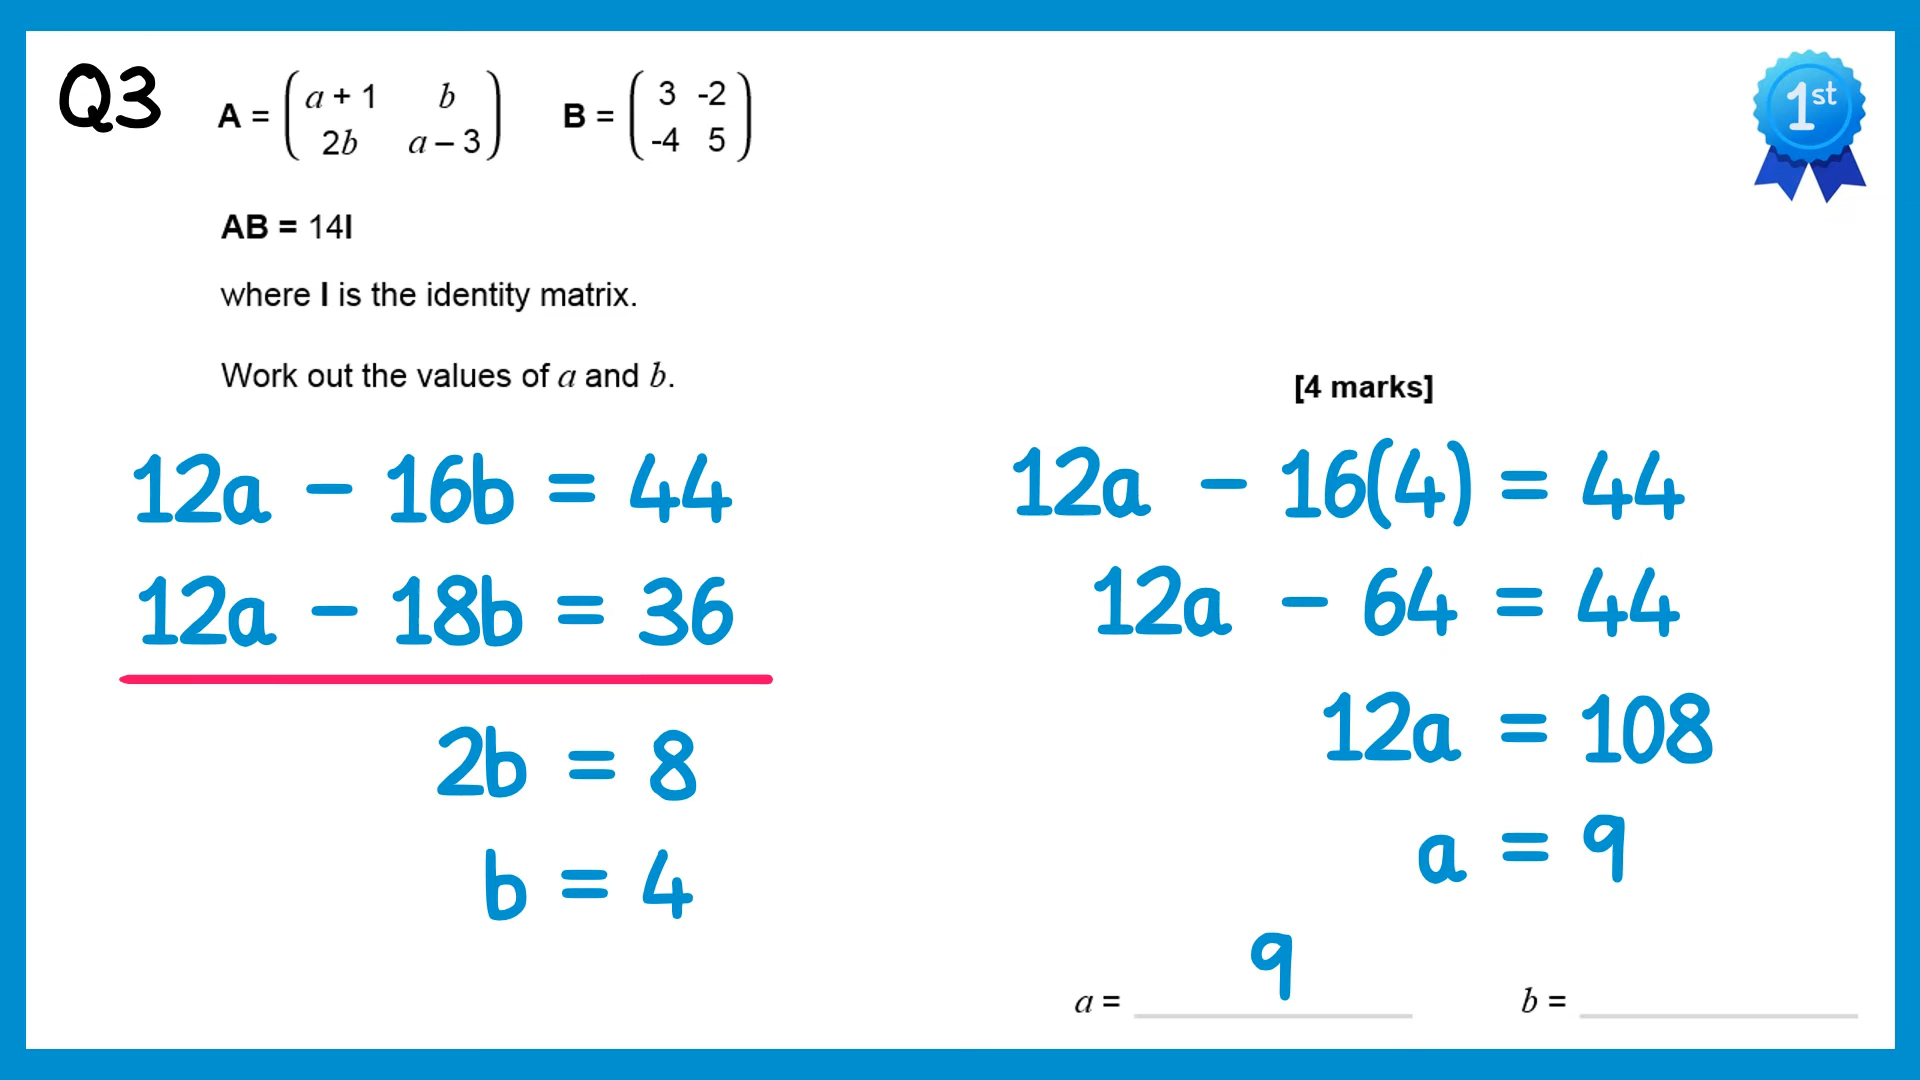 Q3
A = ( a + 1 b ) B = ( 3 -2 )
( 2b a – 3 ) ( -4 5 )
1st
AB = 14I
where I is the identity matrix.
Work out the values of a and b.
[4 marks]
12a - 16b = 44
12a - 18b = 36
2b = 8
b = 4
12a - 16(4) = 44
12a - 64 = 44
12a = 108
a = 9
a = 9
b =